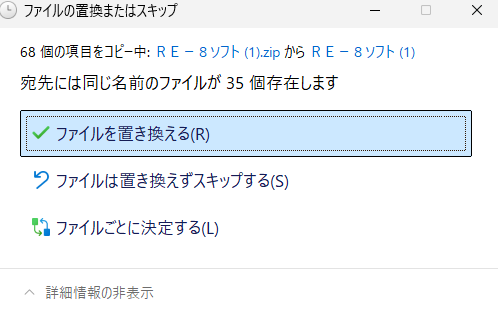 ファイルの置換またはスキップ
68 個の項目をコピー中: ＲＥ－８ソフト (1).zip から ＲＥ－８ソフト (1)
宛先には同じ名前のファイルが 35 個存在します
ファイルを置き換える(R)
ファイルは置き換えずスキップする(S)
ファイルごとに決定する(L)
詳細情報の非表示